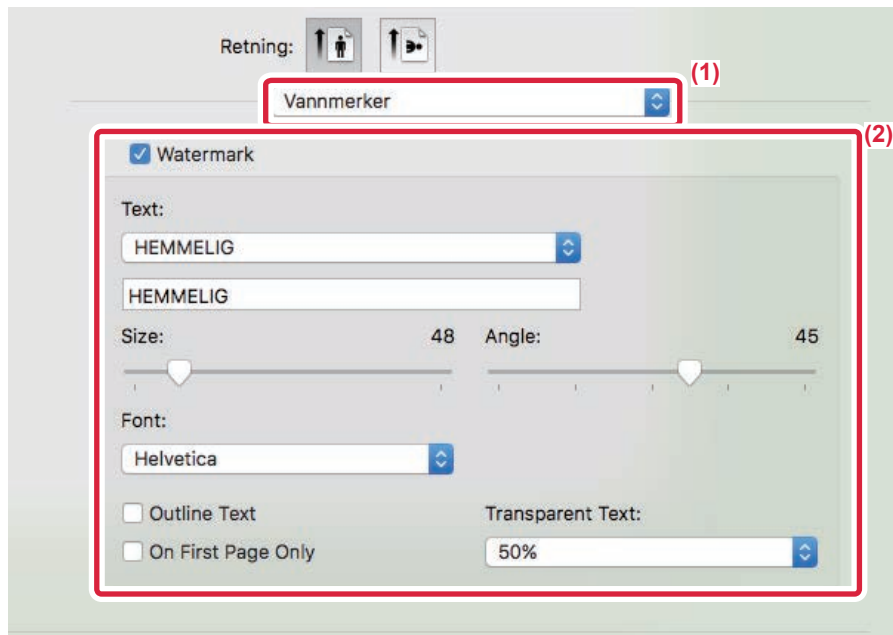 Retning:
(1)
Vannmerker
(2)
Watermark
Text:
HEMMELIG
HEMMELIG
Size: 48 Angle: 45
Font:
Helvetica
Outline Text Transparent Text:
On First Page Only 50%